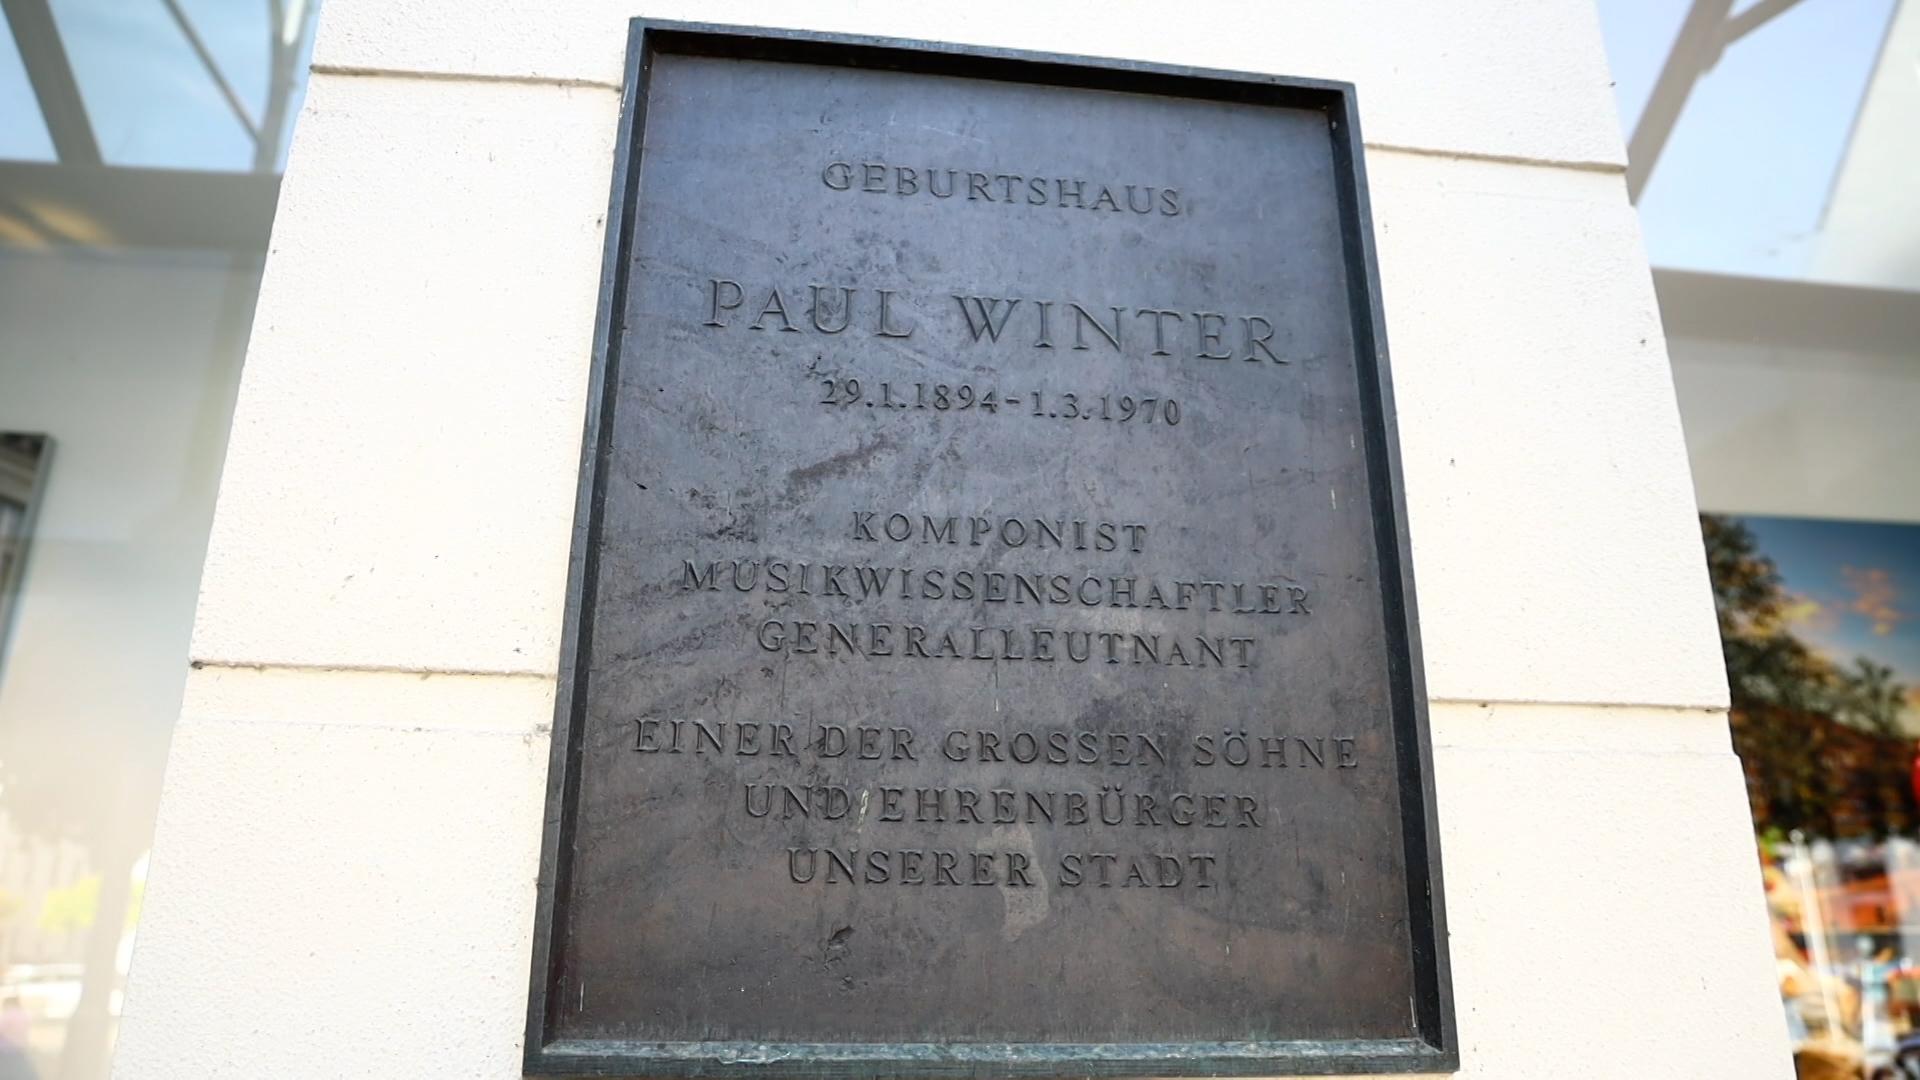 GEBURTSHAUS
PAUL WINTER
29.1.1894-1.3.1970
KOMPONIST
MUSIKWISSENSCHAFTLER
GENERALLEUTNANT
EINER DER GROSSEN SÖHNE
UND EHRENBÜRGER
UNSERER STADT